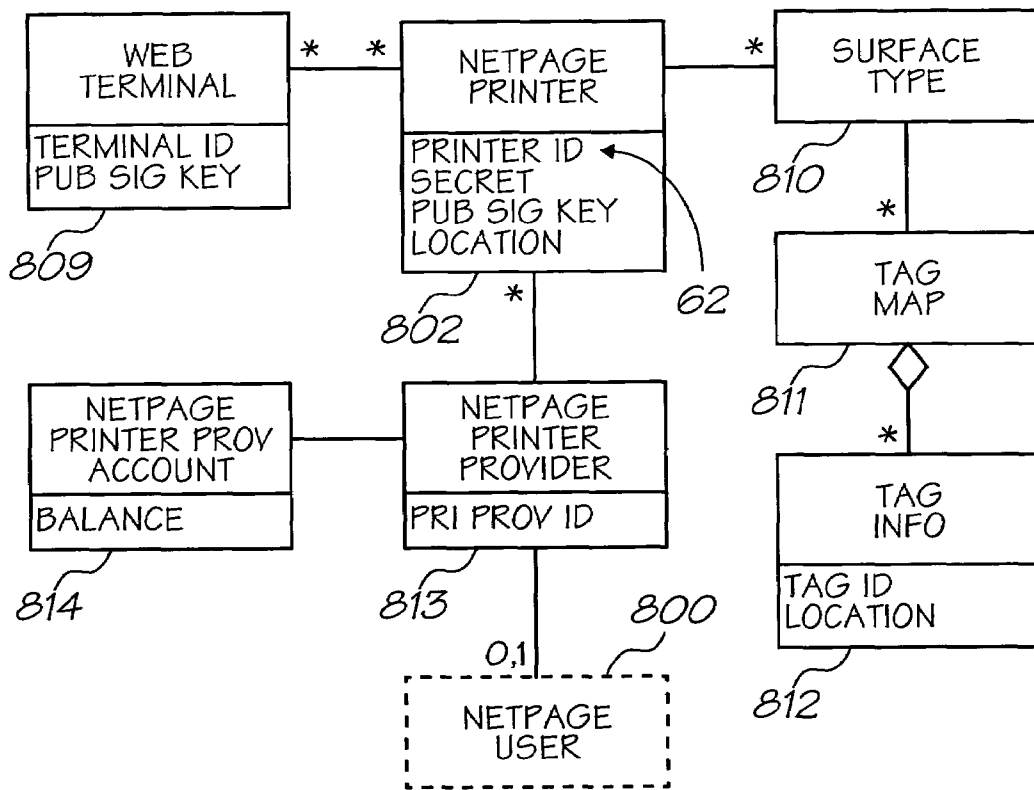 WEB
TERMINAL
TERMINAL ID
PUB SIG KEY
809
*
*
NETPAGE
PRINTER
PRINTER ID
SECRET
PUB SIG KEY
LOCATION
802
62
*
*
SURFACE
TYPE
810
*
TAG
MAP
811
*
NETPAGE
PRINTER PROV
ACCOUNT
BALANCE
814
NETPAGE
PRINTER
PROVIDER
PRI PROV ID
813
TAG
INFO
TAG ID
LOCATION
812
0,1
800
NETPAGE
USER